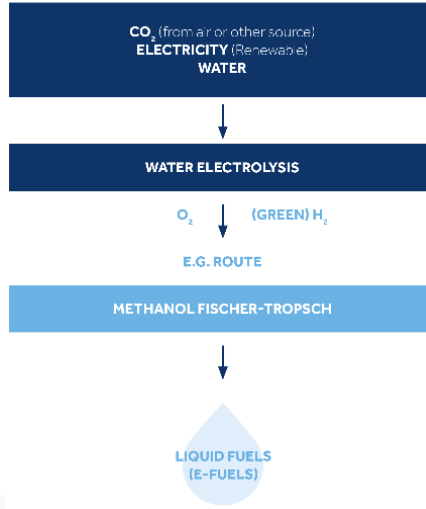 CO₂ (from air or other source)
ELECTRICITY (Renewable)
WATER
WATER ELECTROLYSIS
O₂ (GREEN) H₂
E.G. ROUTE
METHANOL FISCHER-TROPSCH
LIQUID FUELS
(E-FUELS)